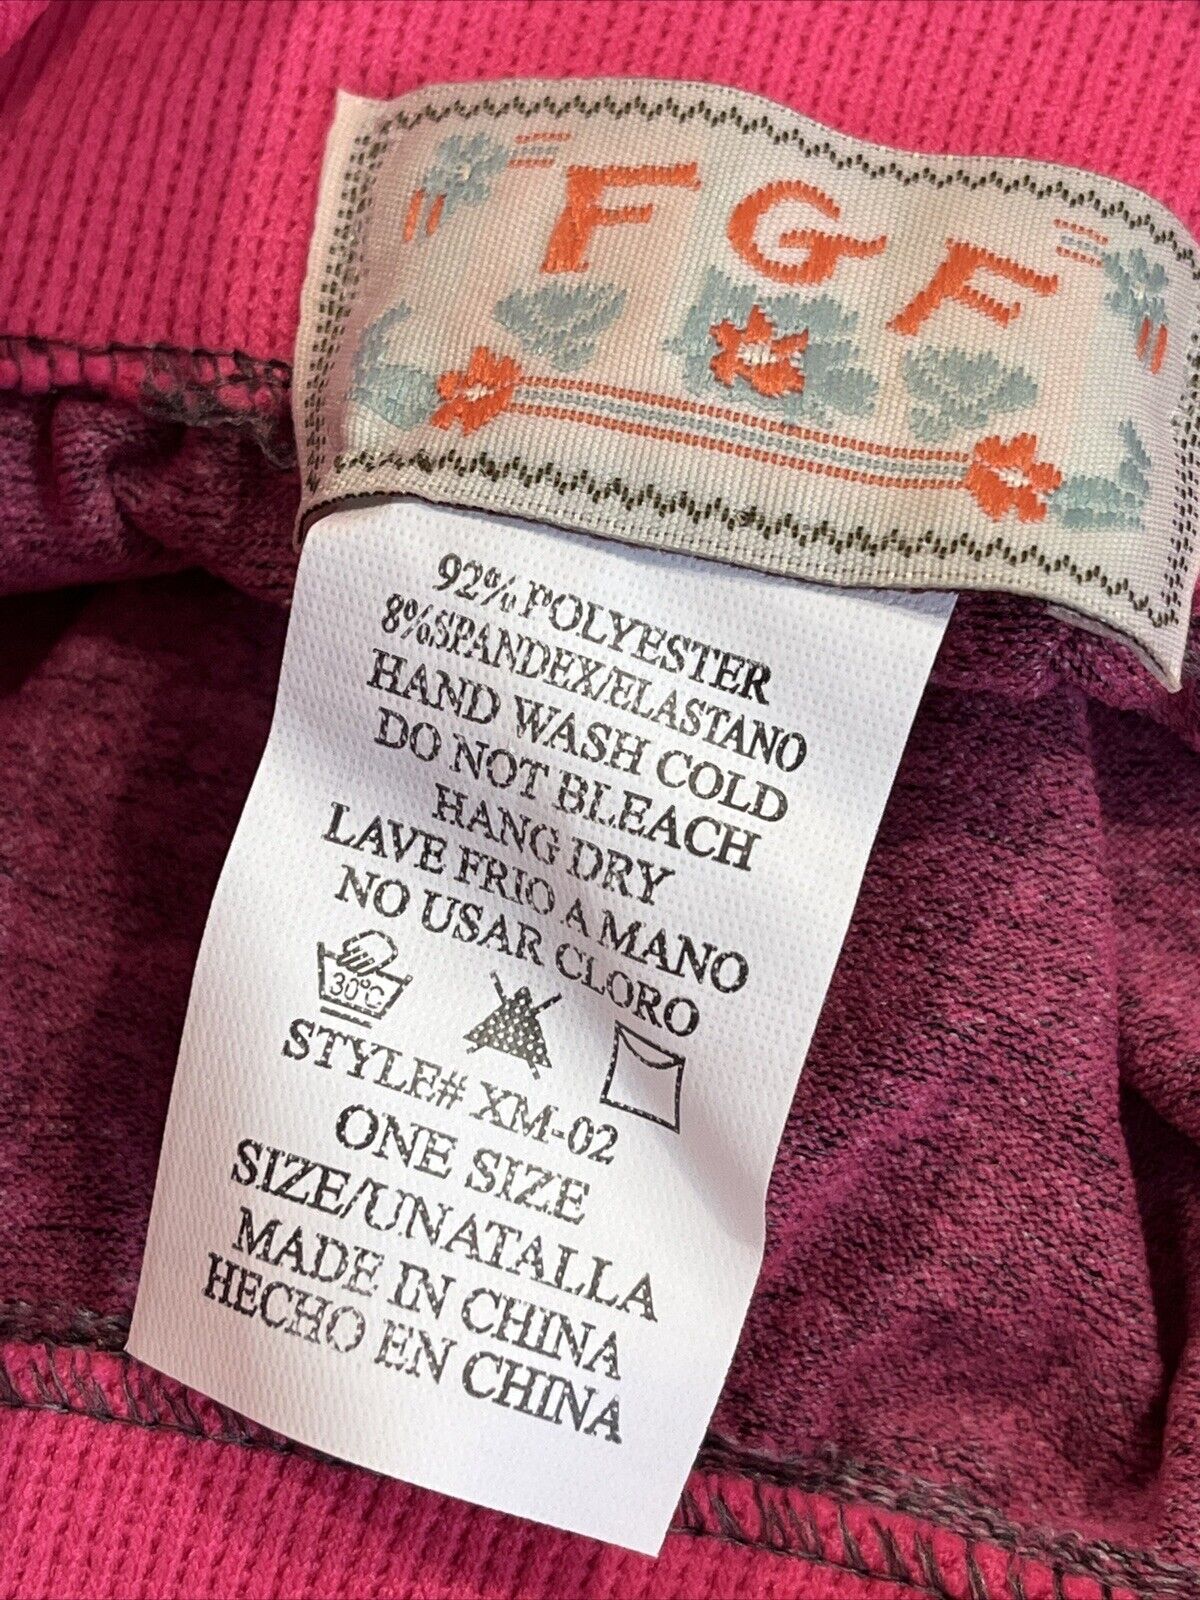 FGF
92% POLYESTER
8%SPANDEX/ELASTANO
HAND WASH COLD
DO NOT BLEACH
HANG DRY
LAVE FRIO A MANO
NO USAR CLORO
30°C
STYLE# XM-02
ONE SIZE
SIZE/UNATALLA
MADE IN CHINA
HECHO EN CHINA